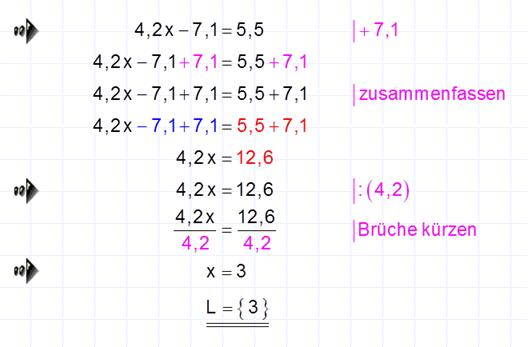 4,2x − 7,1 = 5,5 |+ 7,1
4,2x − 7,1 + 7,1 = 5,5 + 7,1
4,2x − 7,1 + 7,1 = 5,5 + 7,1 |zusammenfassen
4,2x − 7,1 + 7,1 = 5,5 + 7,1
4,2x = 12,6
4,2x = 12,6 |:(4,2)
4,2x/4,2 = 12,6/4,2 |Brüche kürzen
x = 3
L = {3}